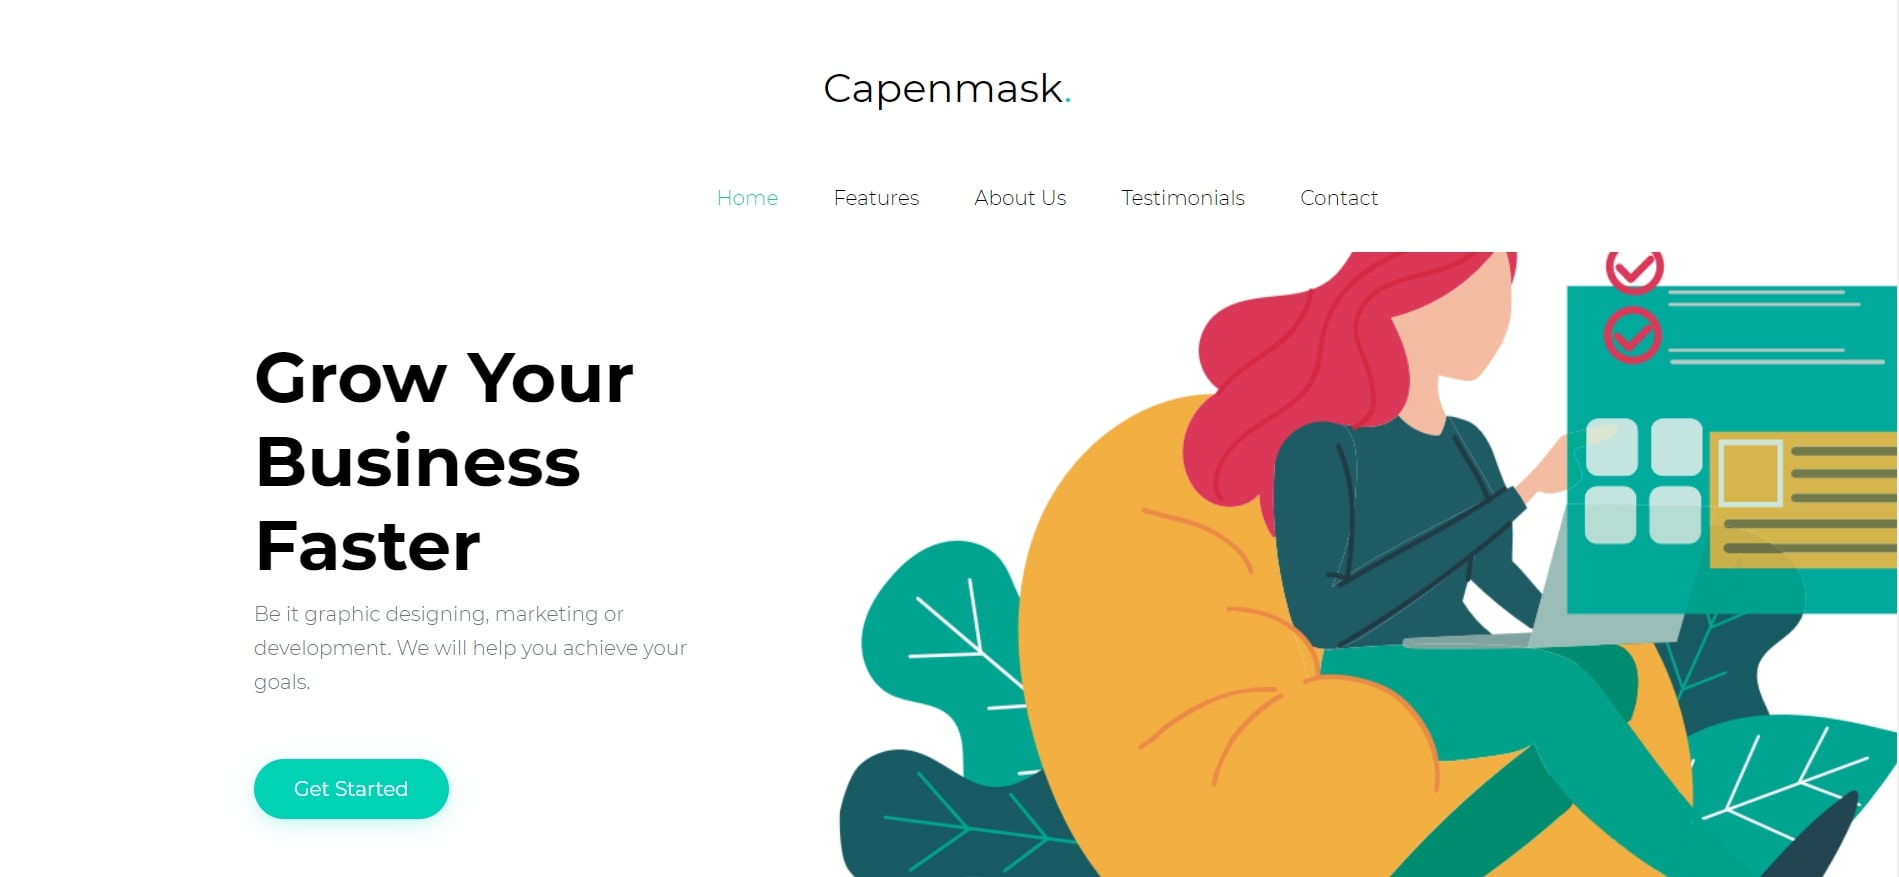 Capenmask.
Home Features About Us Testimonials Contact
Grow Your
Business
Faster
Be it graphic designing, marketing or
development. We will help you achieve your
goals.
Get Started